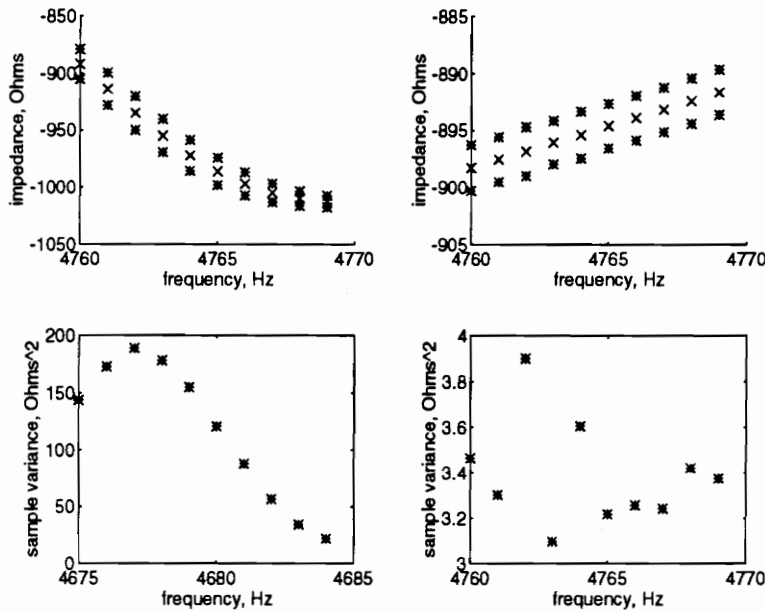 -850
-900
-950
-1000
-1050
impedance, Ohms
4760 4765 4770
frequency, Hz
-885
-890
-895
-900
-905
impedance, Ohms
4760 4765 4770
frequency, Hz
200
150
100
50
0
sample variance, Ohms^2
4675 4680 4685
frequency, Hz
4
3.8
3.6
3.4
3.2
3
sample variance, Ohms^2
4760 4765 4770
frequency, Hz